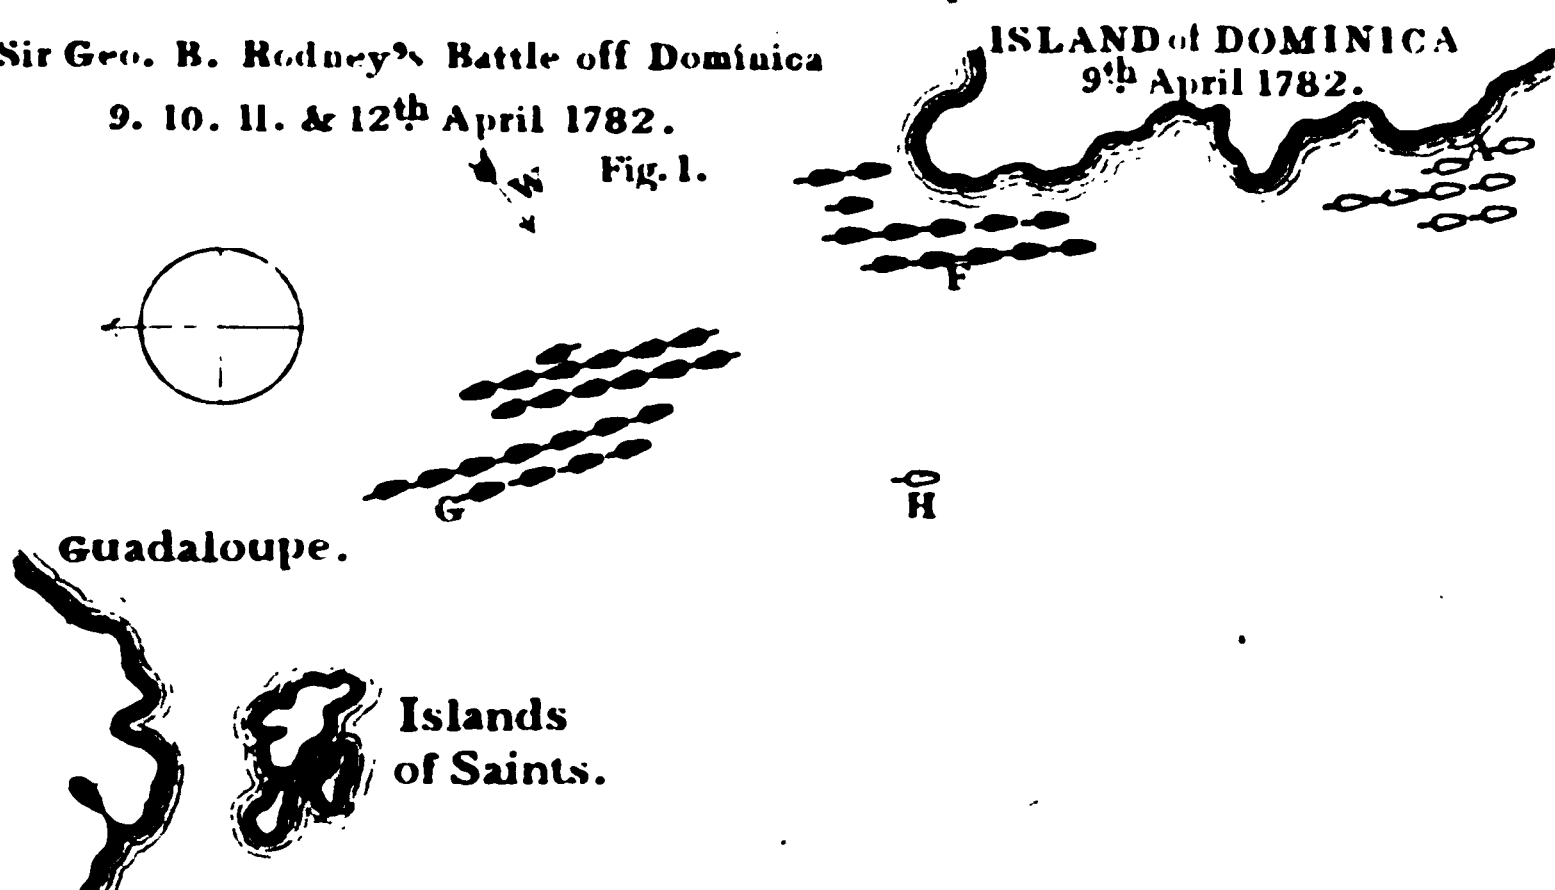 Sir Geo. B. Rodney's Battle off Dominica
9. 10. 11. & 12th April 1782.
Fig. 1.
W
ISLAND of DOMINICA
9th April 1782.
F
G
H
Guadaloupe.
Islands
of Saints.